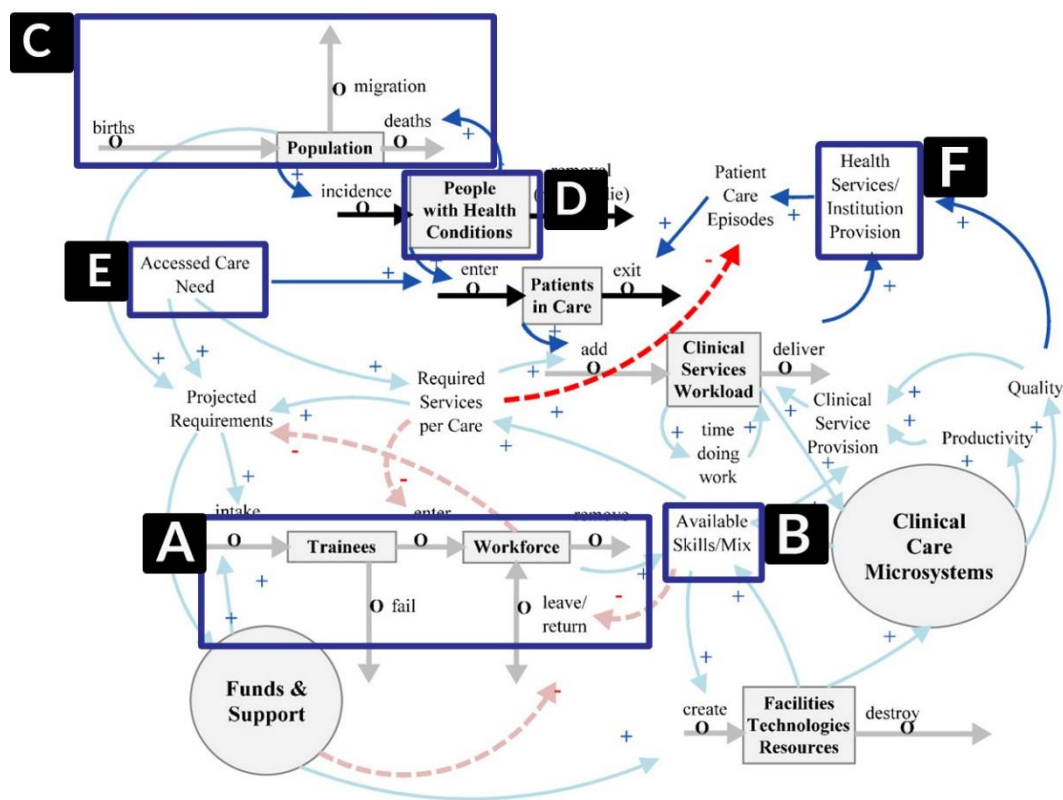 C
migration
births
deaths
Population
+
+
incidence
People
with Health
Conditions
D
removal
die)
Patient
Care
Episodes
Health
Services/
Institution
Provision
F
+
+
+
-
E
Accessed Care
Need
+
+
enter
exit
Patients
in Care
+
+
+
+
+
add
Clinical
Services
Workload
deliver
Projected
Requirements
Required
Services
per Care
+
+
+
+
Quality
Clinical
Service
Provision
+
+
+
+
time
doing
work
+
+
Productivity
+
+
-
-
+
intake
enter
remove
A
Trainees
Workforce
Available
Skills/Mix
B
Clinical
Care
Microsystems
+
+
+
fail
leave/
return
-
+
+
+
Funds &
Support
-
+
create
Facilities
Technologies
Resources
destroy
+